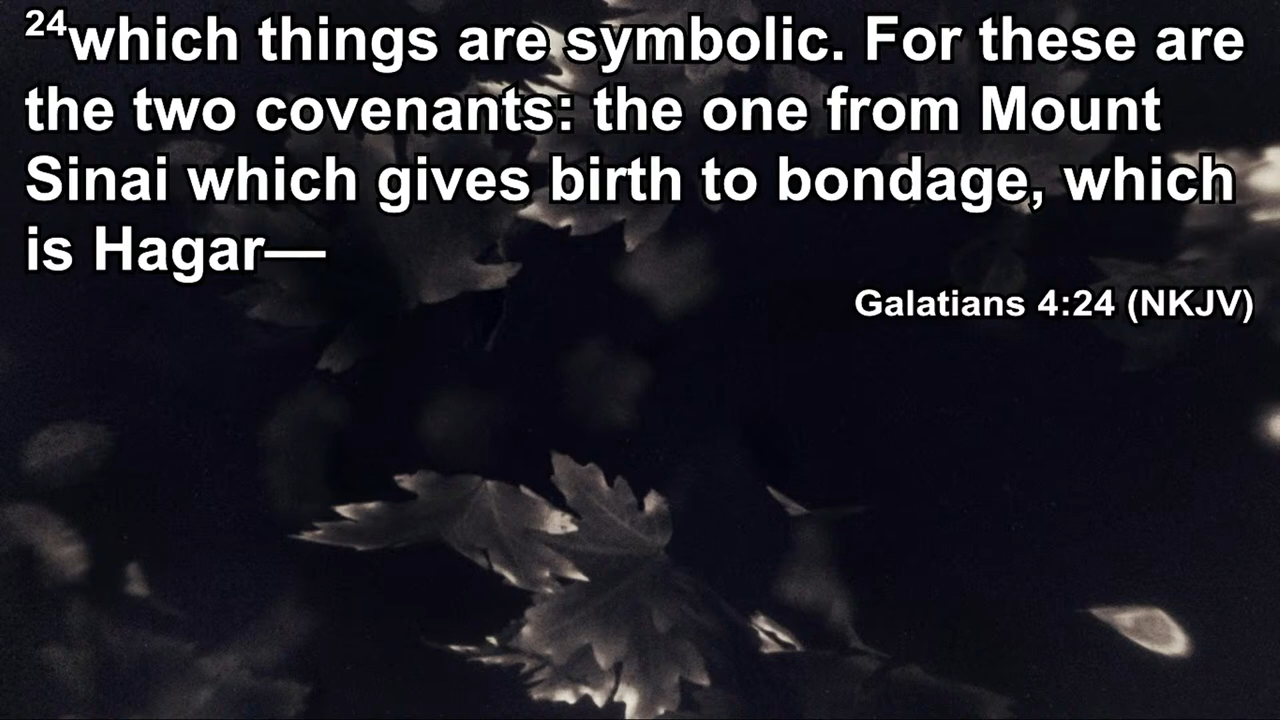 24which things are symbolic. For these are
the two covenants: the one from Mount
Sinai which gives birth to bondage, which
is Hagar—
Galatians 4:24 (NKJV)